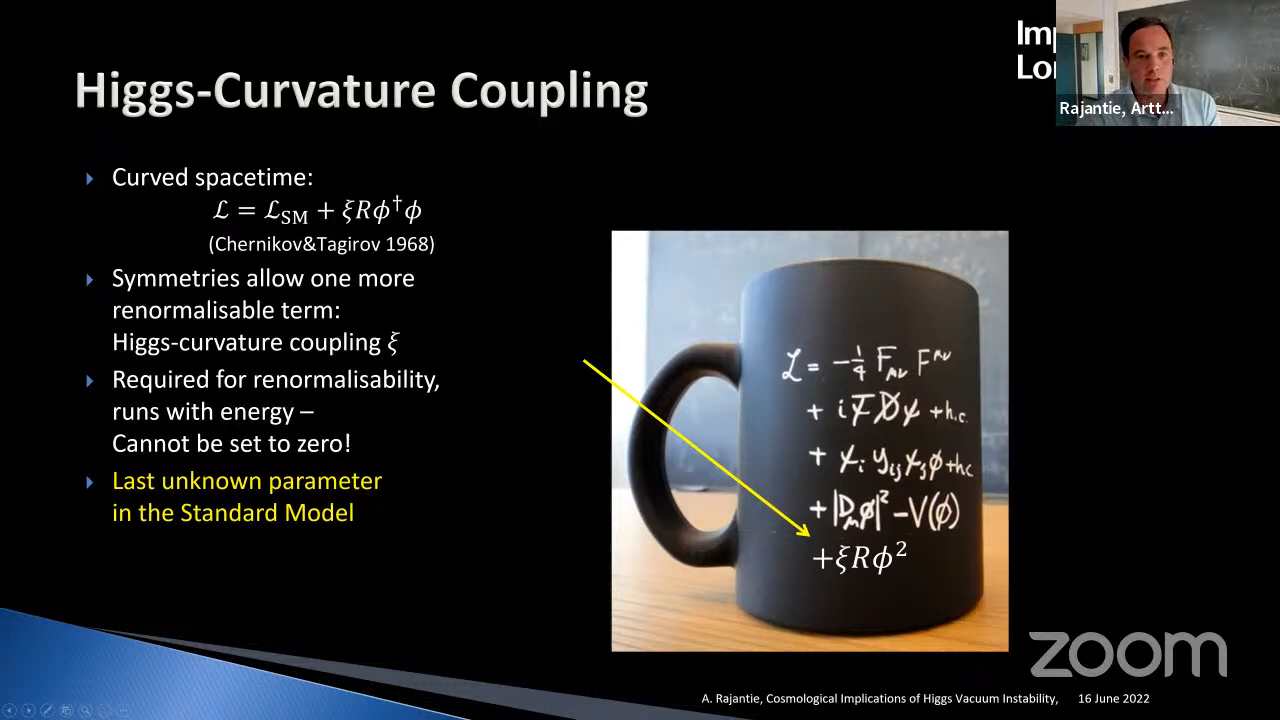 Imp
Lon
Rajantie, Artt...
Higgs-Curvature Coupling
Curved spacetime:
ℒ = ℒ_SM + ξRϕ†ϕ
(Chernikov&Tagirov 1968)
Symmetries allow one more
renormalisable term:
Higgs-curvature coupling ξ
Required for renormalisability,
runs with energy –
Cannot be set to zero!
Last unknown parameter
in the Standard Model
ℒ = -1/4 F_μν F^μν
+ i ψ̄ D̸ ψ + h.c.
+ ψ_i y_ij ψ_j ϕ + h.c
+ |D_μ ϕ|² - V(ϕ)
+ξRϕ²
zoom
A. Rajantie, Cosmological Implications of Higgs Vacuum Instability, 16 June 2022